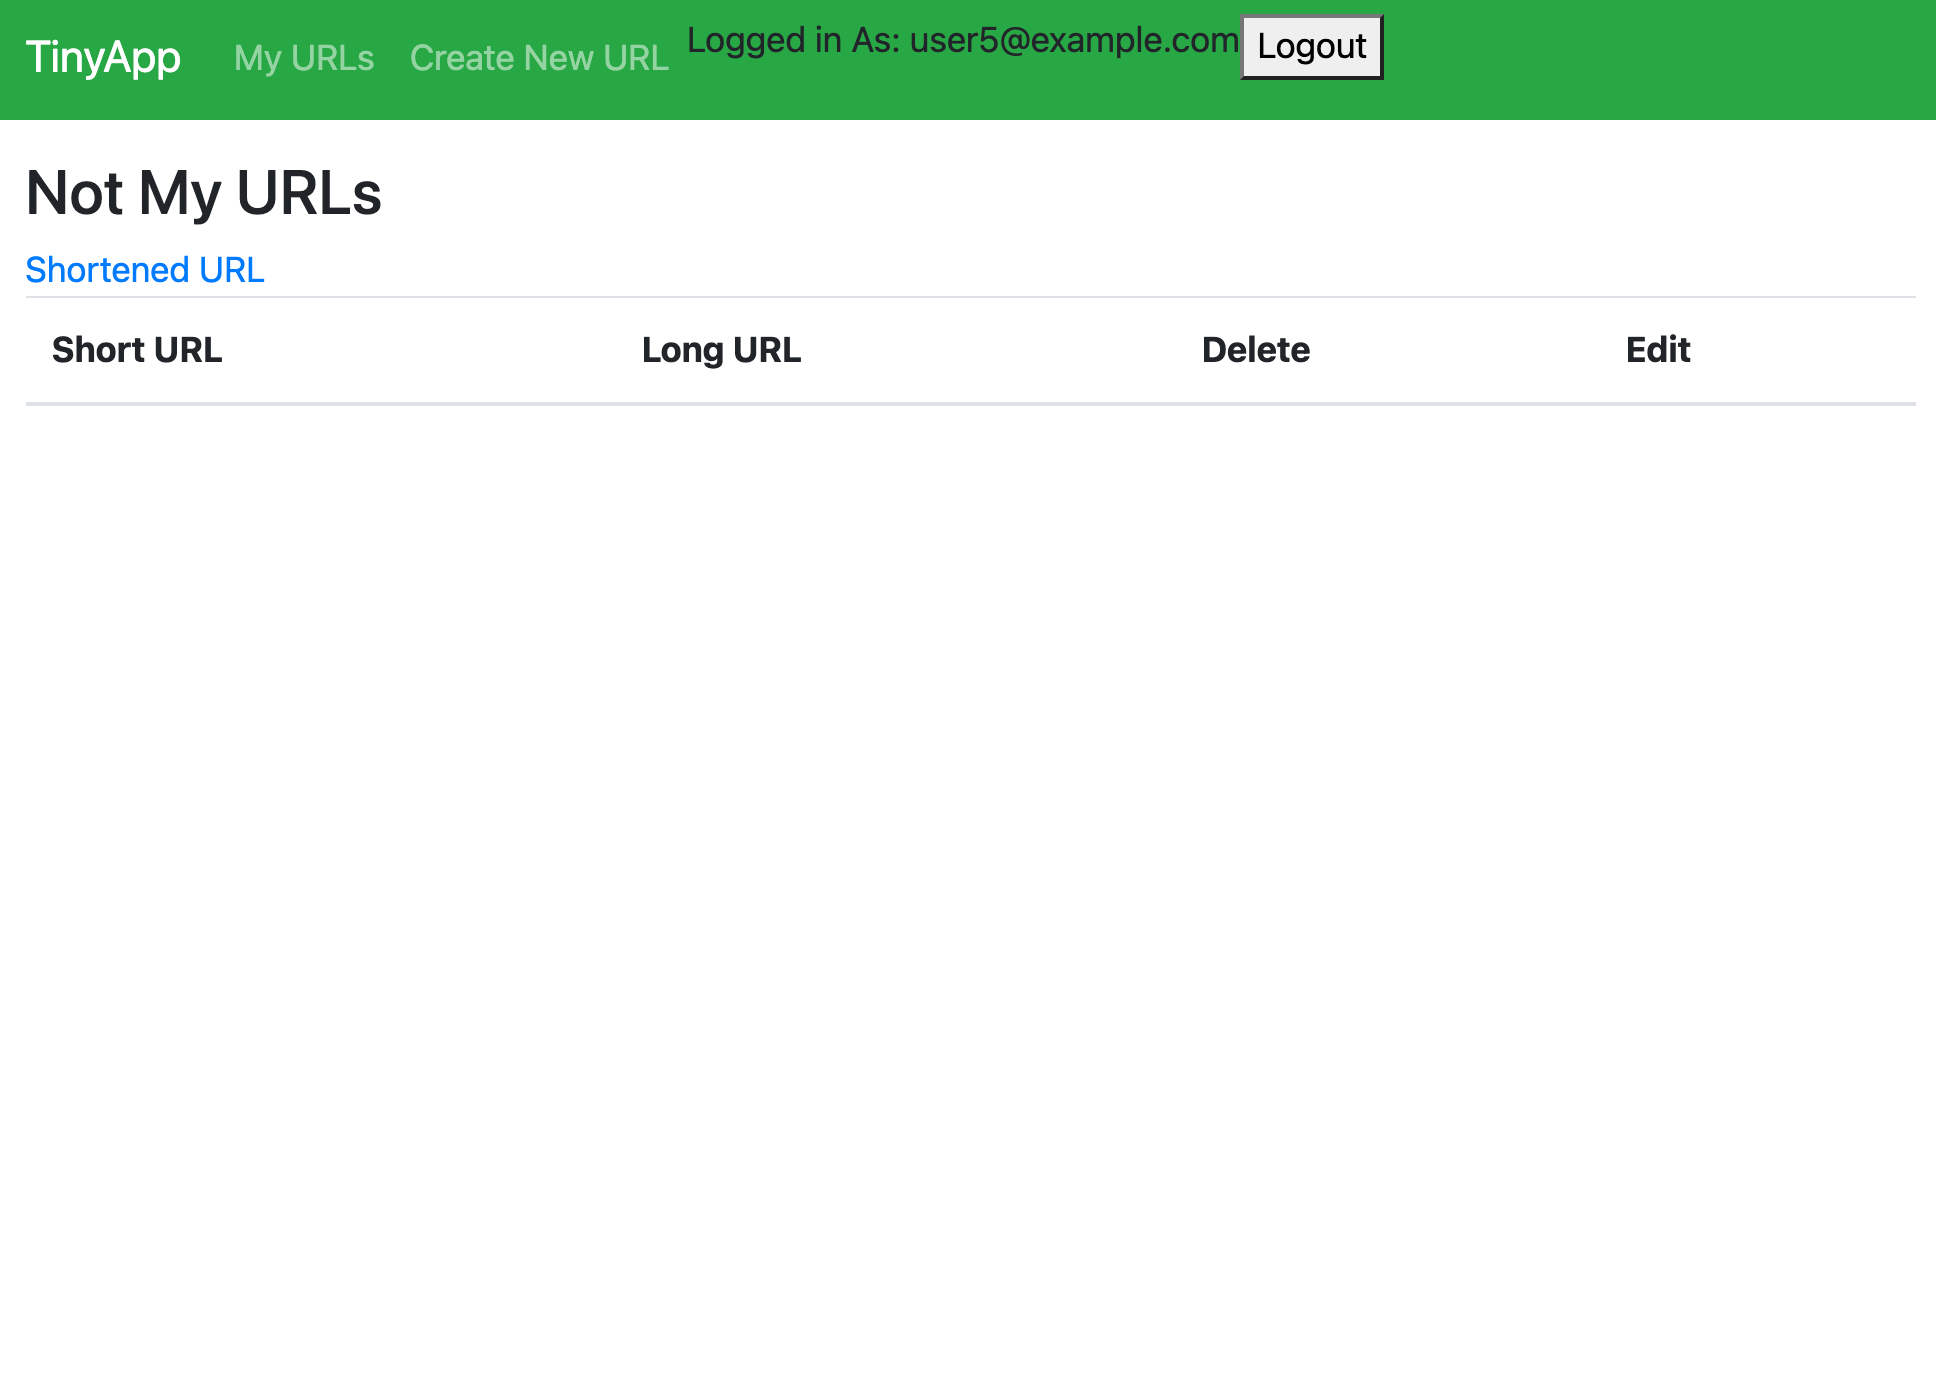 TinyApp My URLs Create New URL Logged in As: user5@example.com Logout
Not My URLs
Shortened URL
Short URL Long URL Delete Edit